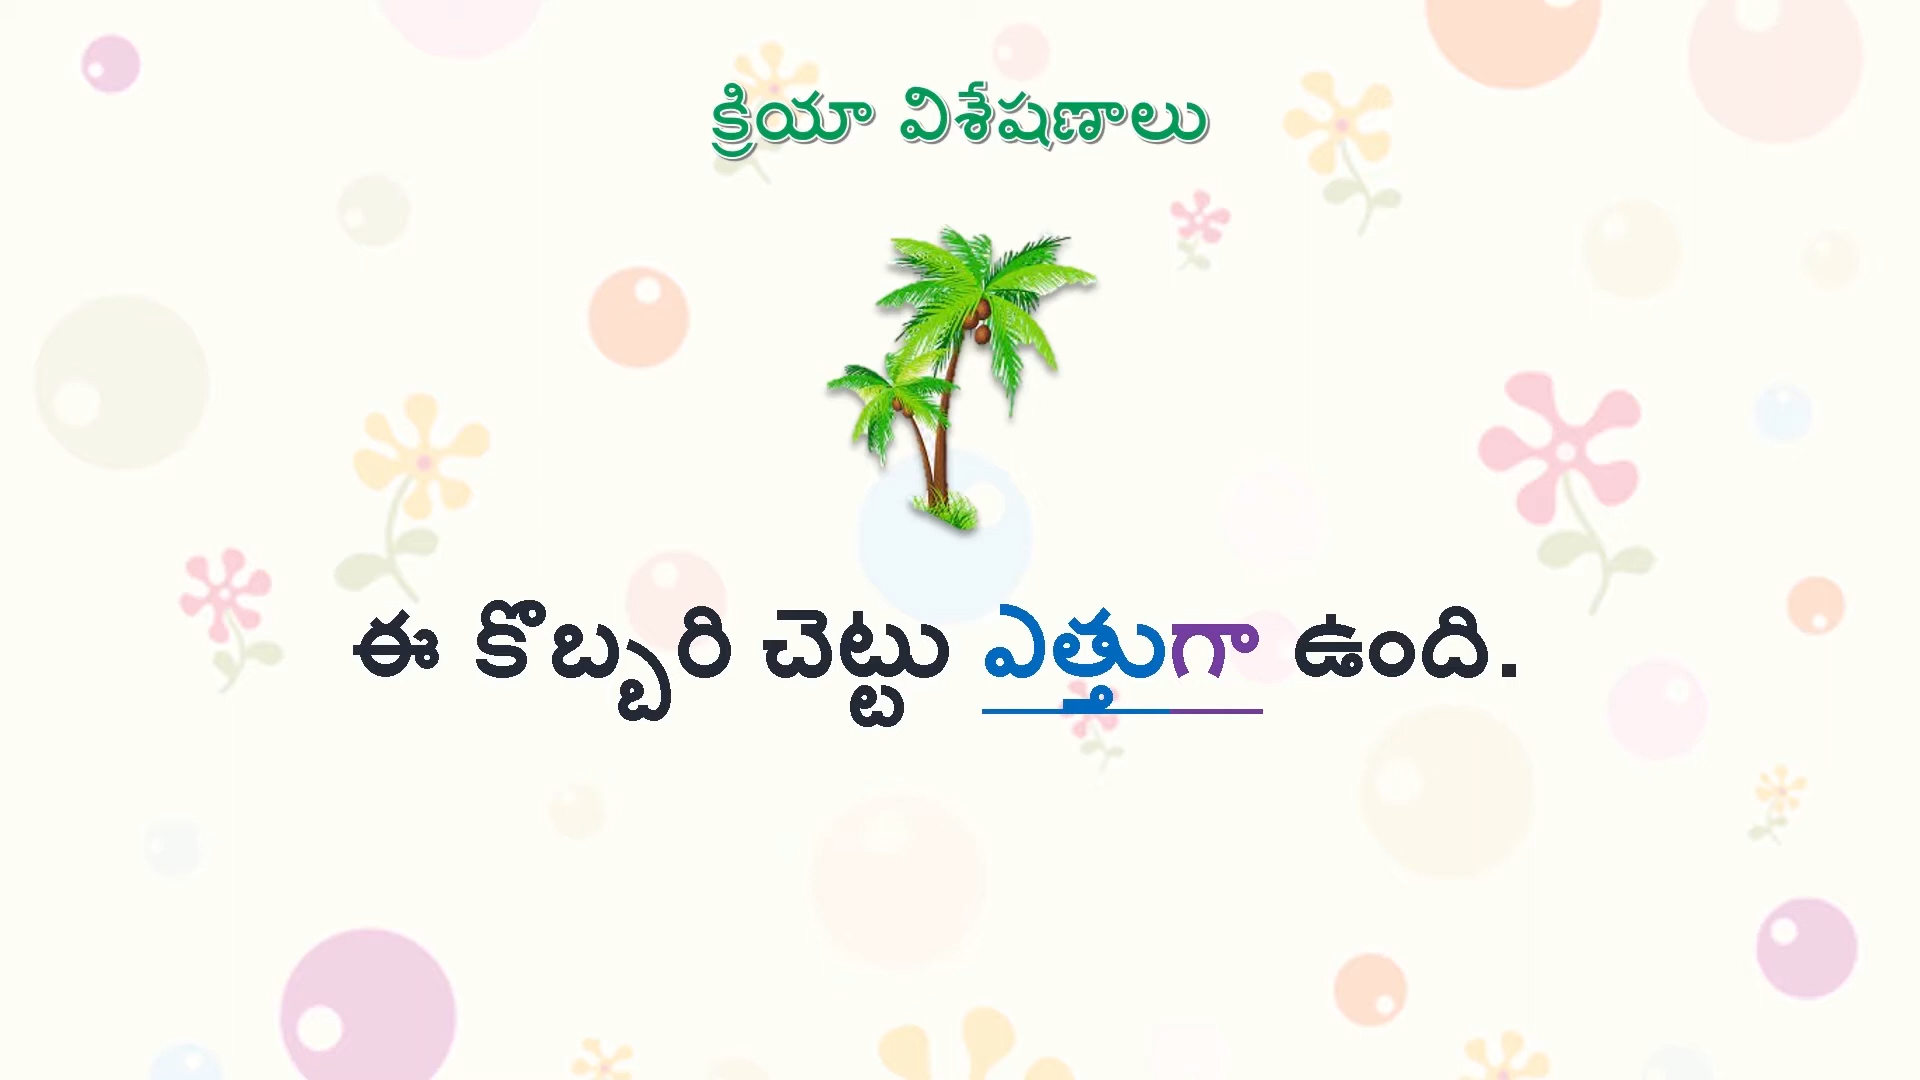 క్రియా విశేషణాలు
ఈ కొబ్బరి చెట్టు ఎత్తుగా ఉంది.